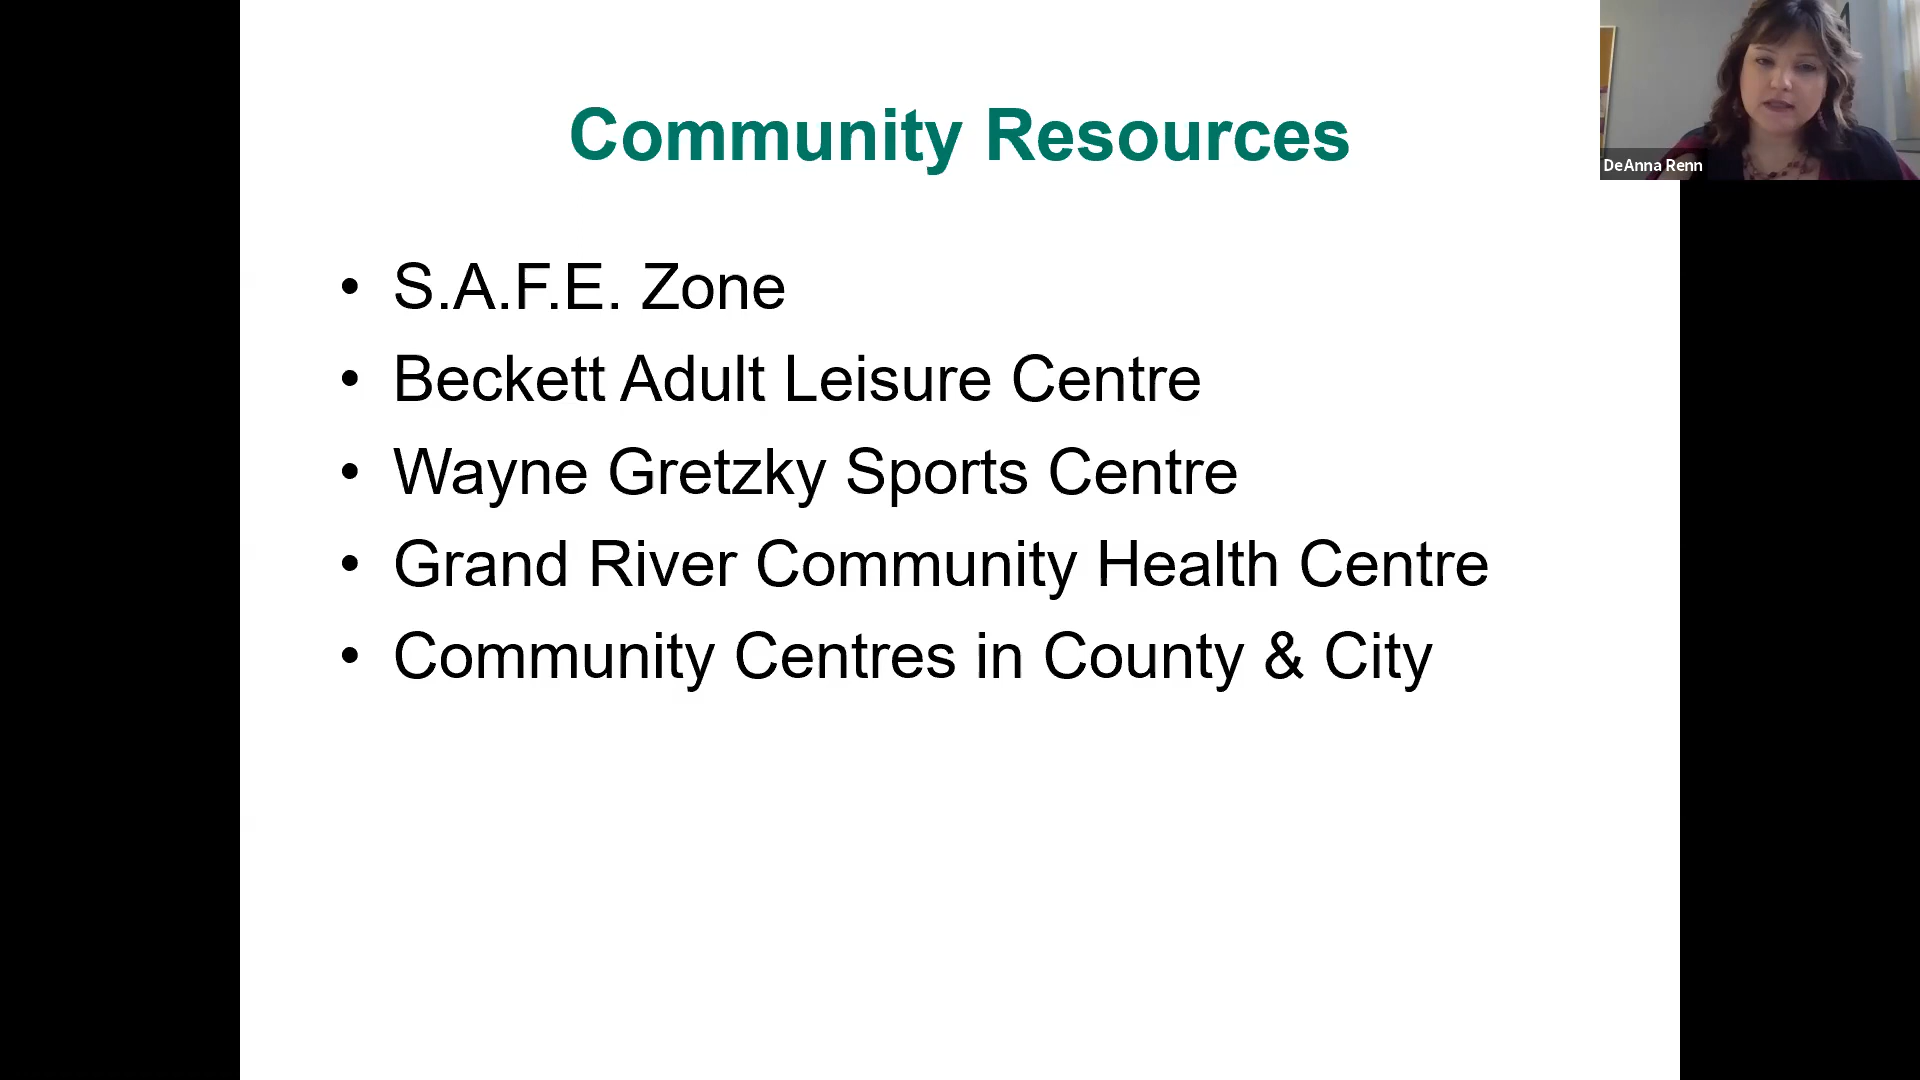 Community Resources
DeAnna Renn
• S.A.F.E. Zone
• Beckett Adult Leisure Centre
• Wayne Gretzky Sports Centre
• Grand River Community Health Centre
• Community Centres in County & City